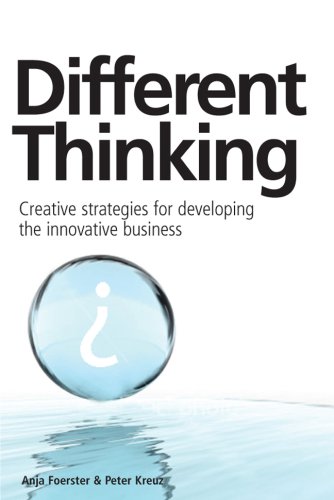 Different
Thinking
Creative strategies for developing
the innovative business
¿
Anja Foerster & Peter Kreuz